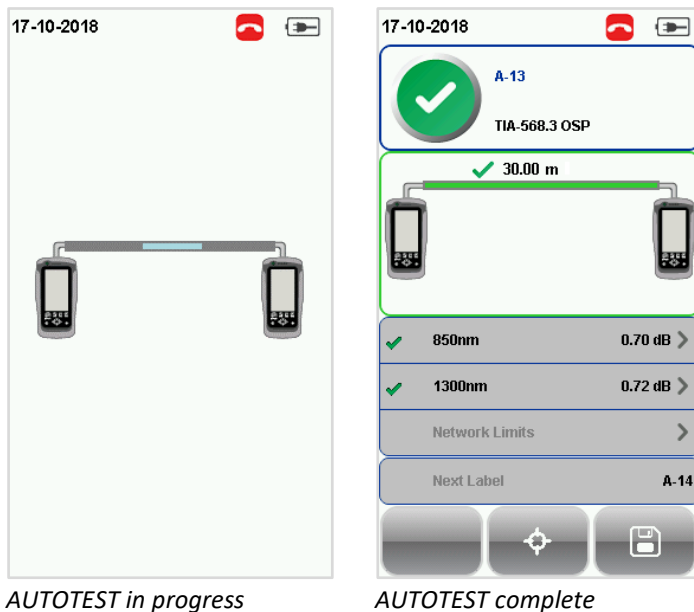 17-10-2018
AUTOTEST in progress
17-10-2018
A-13
TIA-568.3 OSP
30.00 m
850nm 0.70 dB
1300nm 0.72 dB
Network Limits
Next Label A-14
AUTOTEST complete